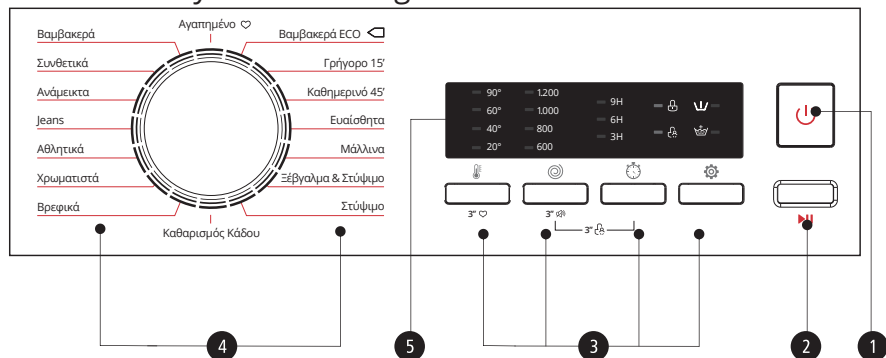 Αγαπημένο
Βαμβακερά
Συνθετικά
Ανάμεικτα
Jeans
Αθλητικά
Χρωματιστά
Βρεφικά
Βαμβακερά ECO
Γρήγορο 15’
Καθημερινό 45’
Ευαίσθητα
Μάλλινα
Ξέβγαλμα & Στύψιμο
Στύψιμο
Καθαρισμός Κάδου
90° 1.200
60° 1.000
40° 800
20° 600
9H
6H
3H
3”
3”
3”
4
5
3
2
1